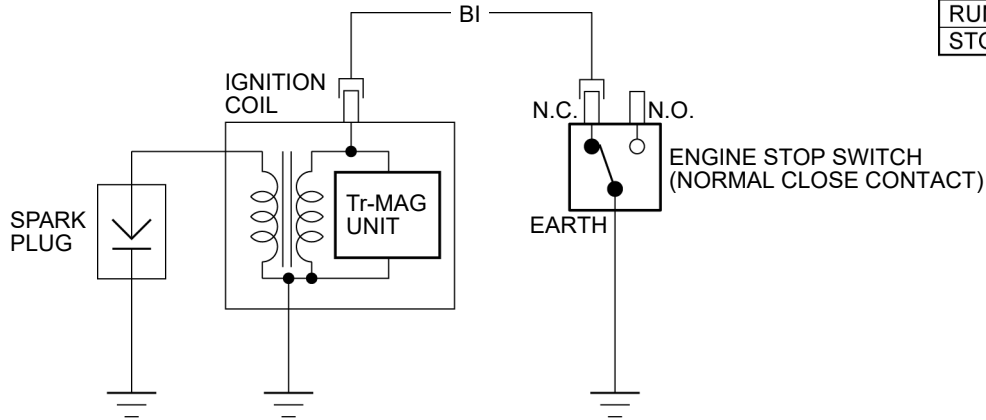 BI
IGNITION
COIL
N.C.
N.O.
ENGINE STOP SWITCH
(NORMAL CLOSE CONTACT)
Tr-MAG
UNIT
SPARK
PLUG
EARTH